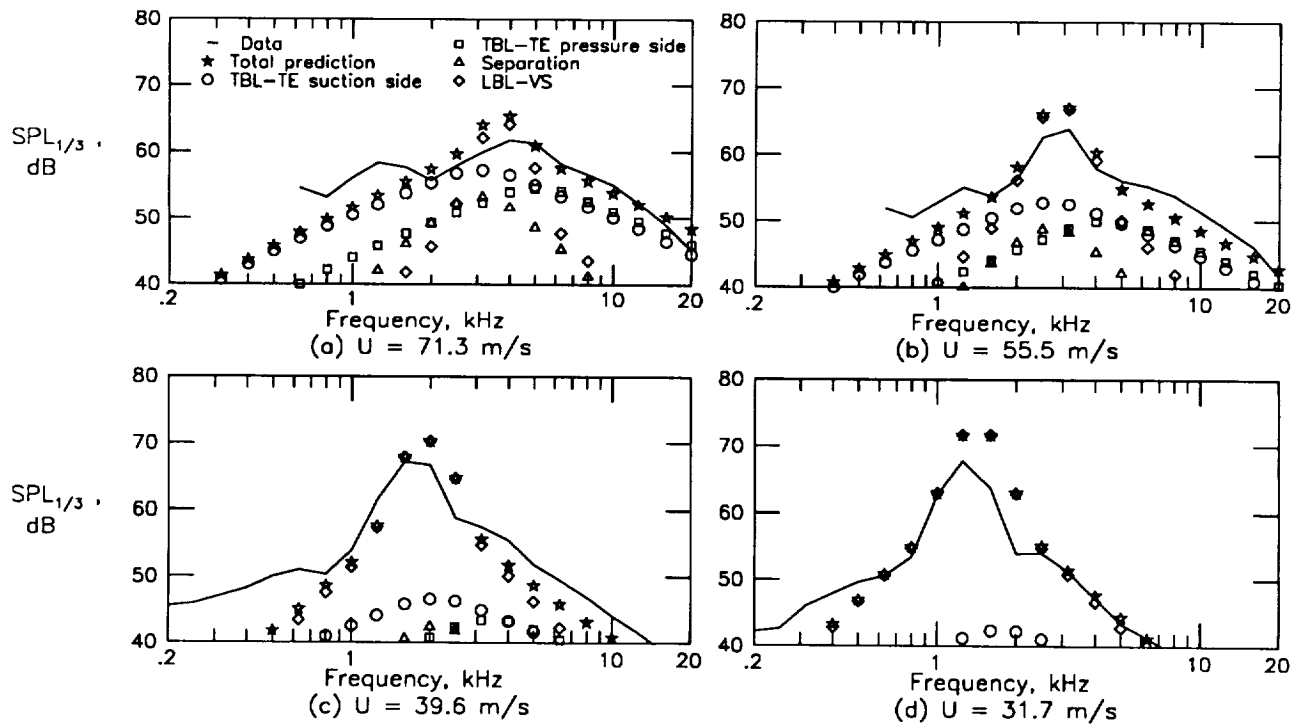 80
70
60
50
40
SPL1/3 ,
dB
— Data
☆ Total prediction
○ TBL-TE suction side
□ TBL-TE pressure side
△ Separation
◇ LBL-VS
.2 1 10 20
Frequency, kHz
(a) U = 71.3 m/s
80
70
60
50
40
.2 1 10 20
Frequency, kHz
(b) U = 55.5 m/s
80
70
60
50
40
SPL1/3 ,
dB
.2 1 10 20
Frequency, kHz
(c) U = 39.6 m/s
80
70
60
50
40
.2 1 10 20
Frequency, kHz
(d) U = 31.7 m/s